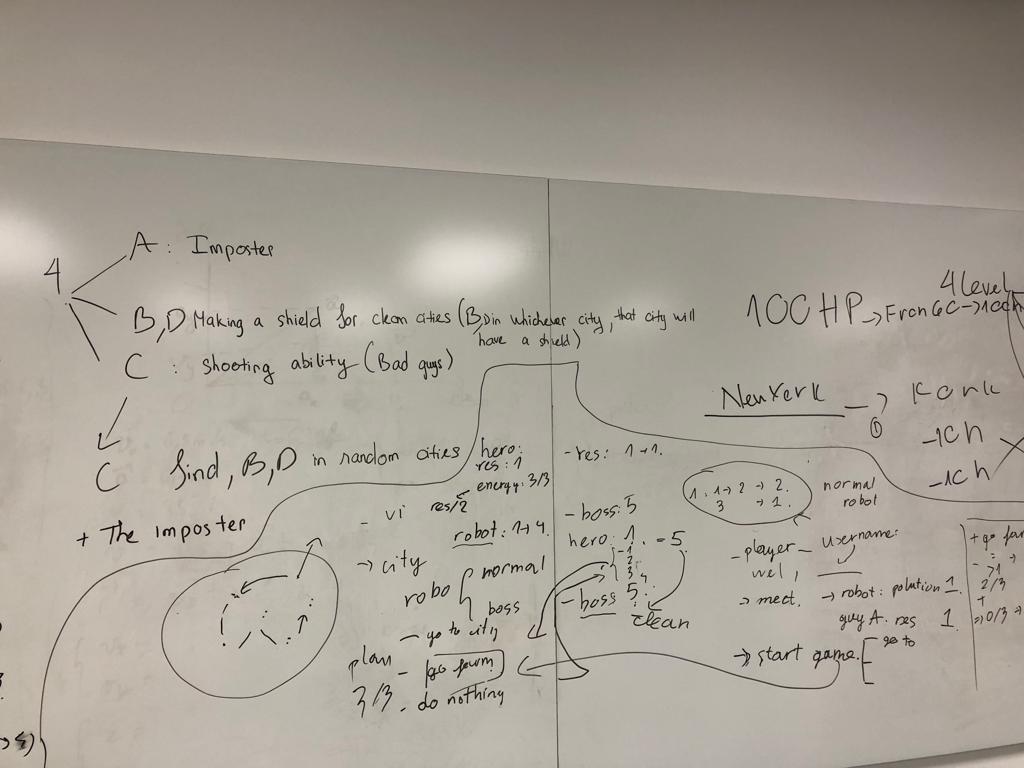 4
A: Imposter
B,D Making a shield for clean cities (B,D in whichever city, that city will
have a shield)
C : shooting ability (Bad guys)
C find, B,D in random cities
+ The imposter
4 level
100HP →
NewYork → York
①
-1Ch
-1Ch
hero:
res: 1
energy: 3/3
res/2
- vi
robot: 1→4.
→ city
robo { normal
boss
- go to city
plan - go farm
3/3 . do nothing
- res: 1→1.
- boss: 5
hero: 1. -5
-1
2
3
4
- boss 5.
clean
1. 1→2 → 2.
3 → 1.
normal
robot
- player - username:
wel,
→ meet. → robot: polution 1.
guy A. res 1.
→ start game. [ go to
+ go far
→ 1
2/3
+
⇒ 0/3 →
→ 4)